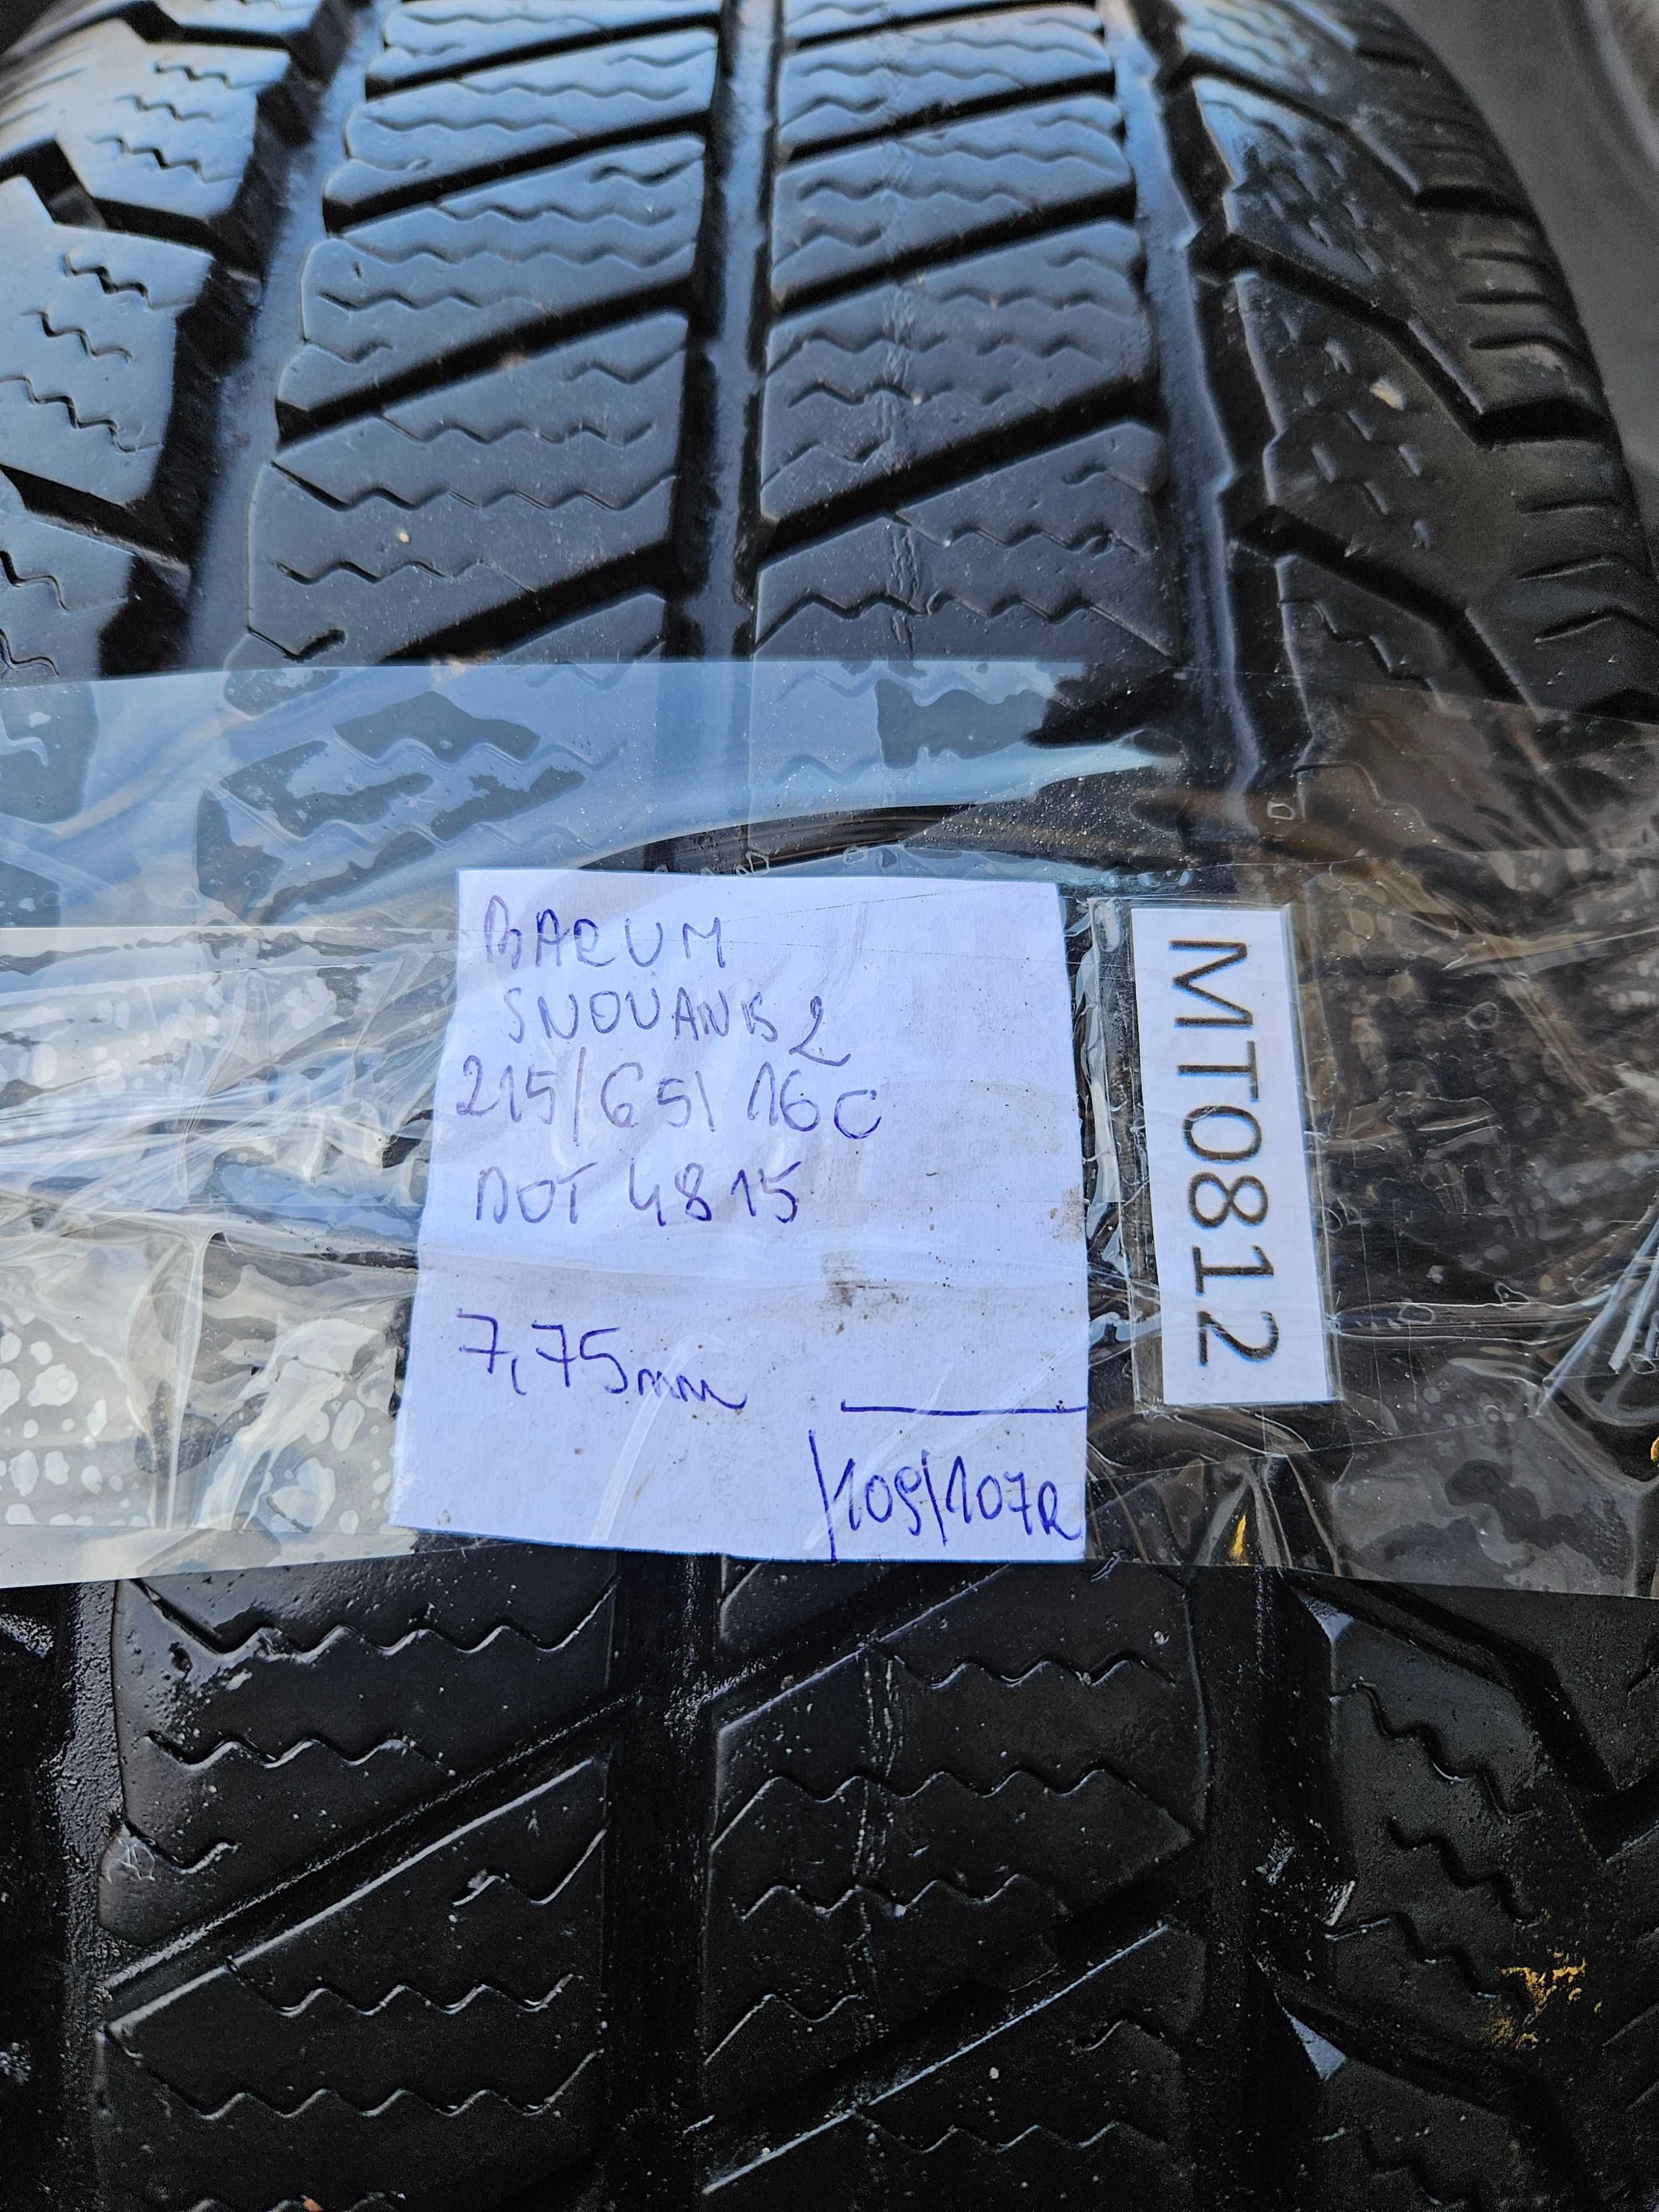 BARUM
SNOVANIS 2
215/65\ 16C
DOT 4815
7,75mm
109/107R
MT0812